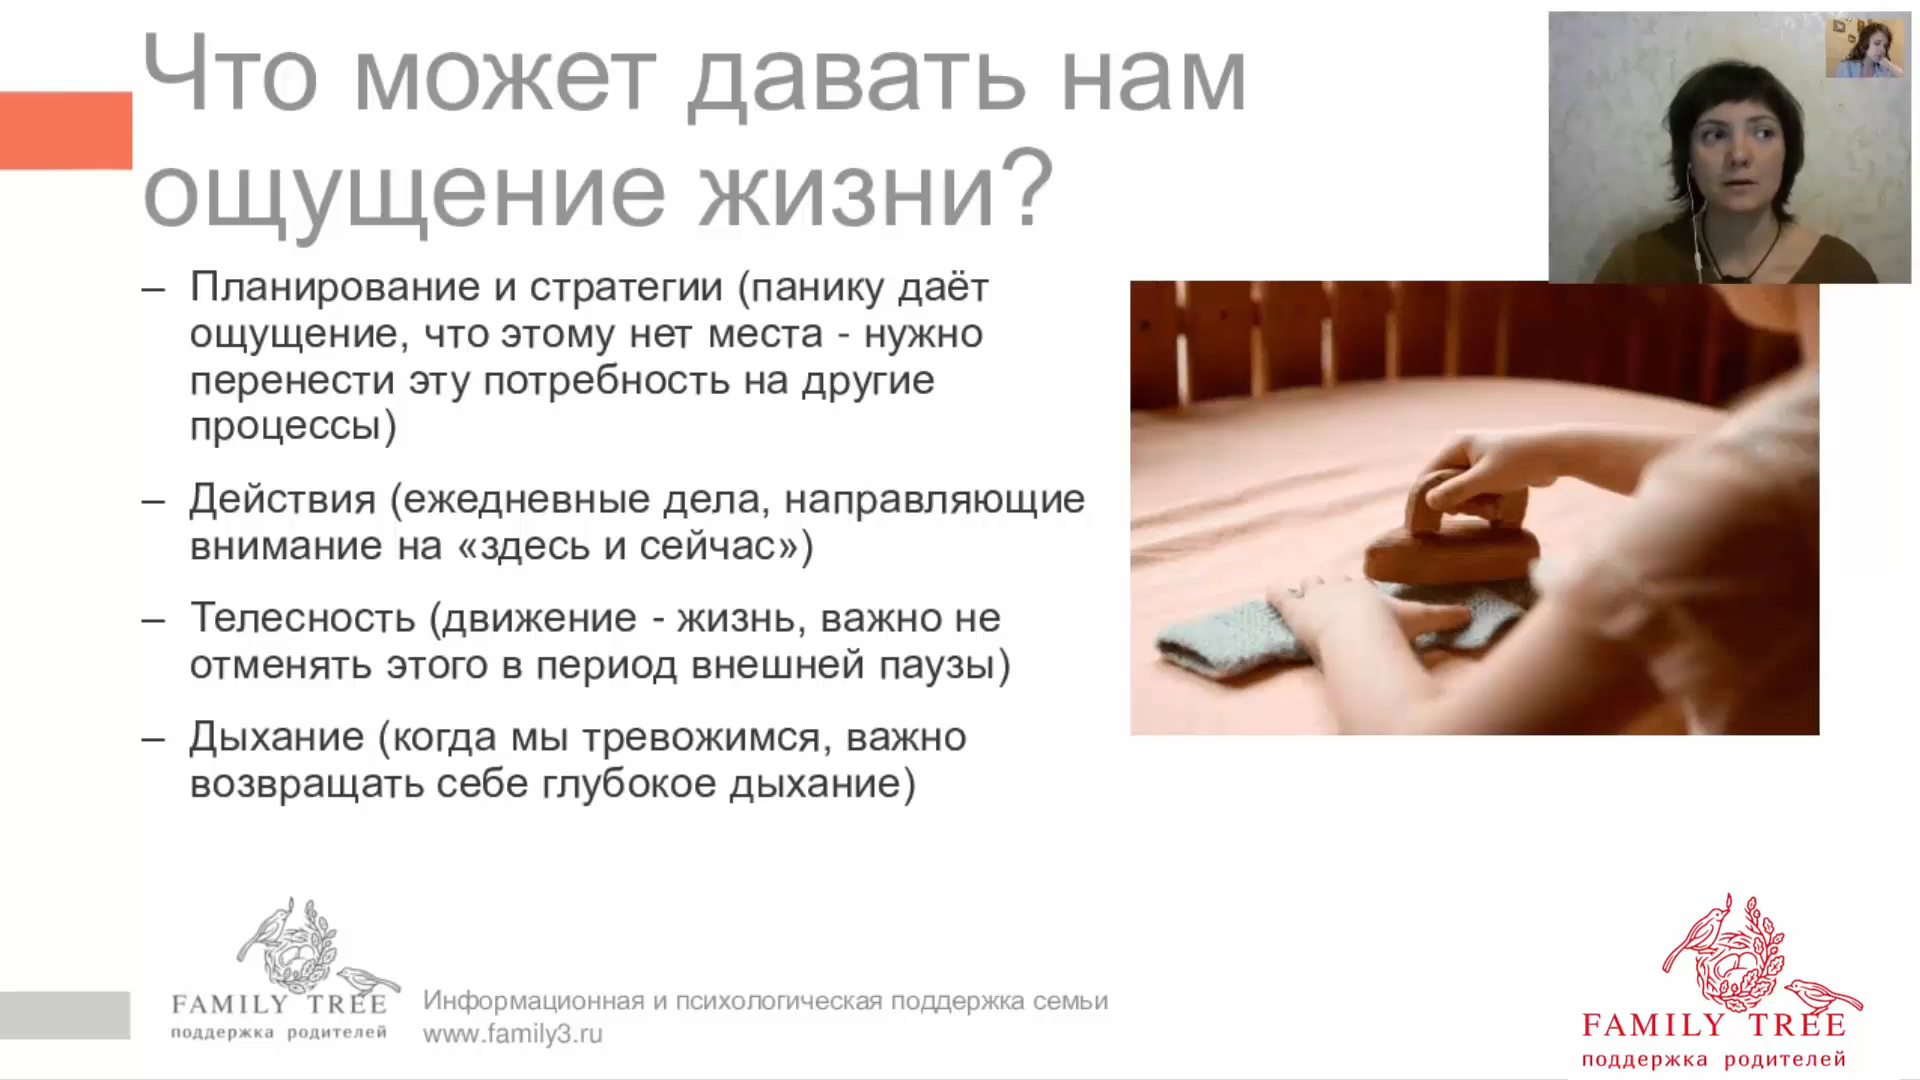 Что может давать нам
ощущение жизни?
– Планирование и стратегии (панику даёт
ощущение, что этому нет места - нужно
перенести эту потребность на другие
процессы)
– Действия (ежедневные дела, направляющие
внимание на «здесь и сейчас»)
– Телесность (движение - жизнь, важно не
отменять этого в период внешней паузы)
– Дыхание (когда мы тревожимся, важно
возвращать себе глубокое дыхание)
FAMILY TREE
поддержка родителей
Информационная и психологическая поддержка семьи
www.family3.ru
FAMILY TREE
поддержка родителей